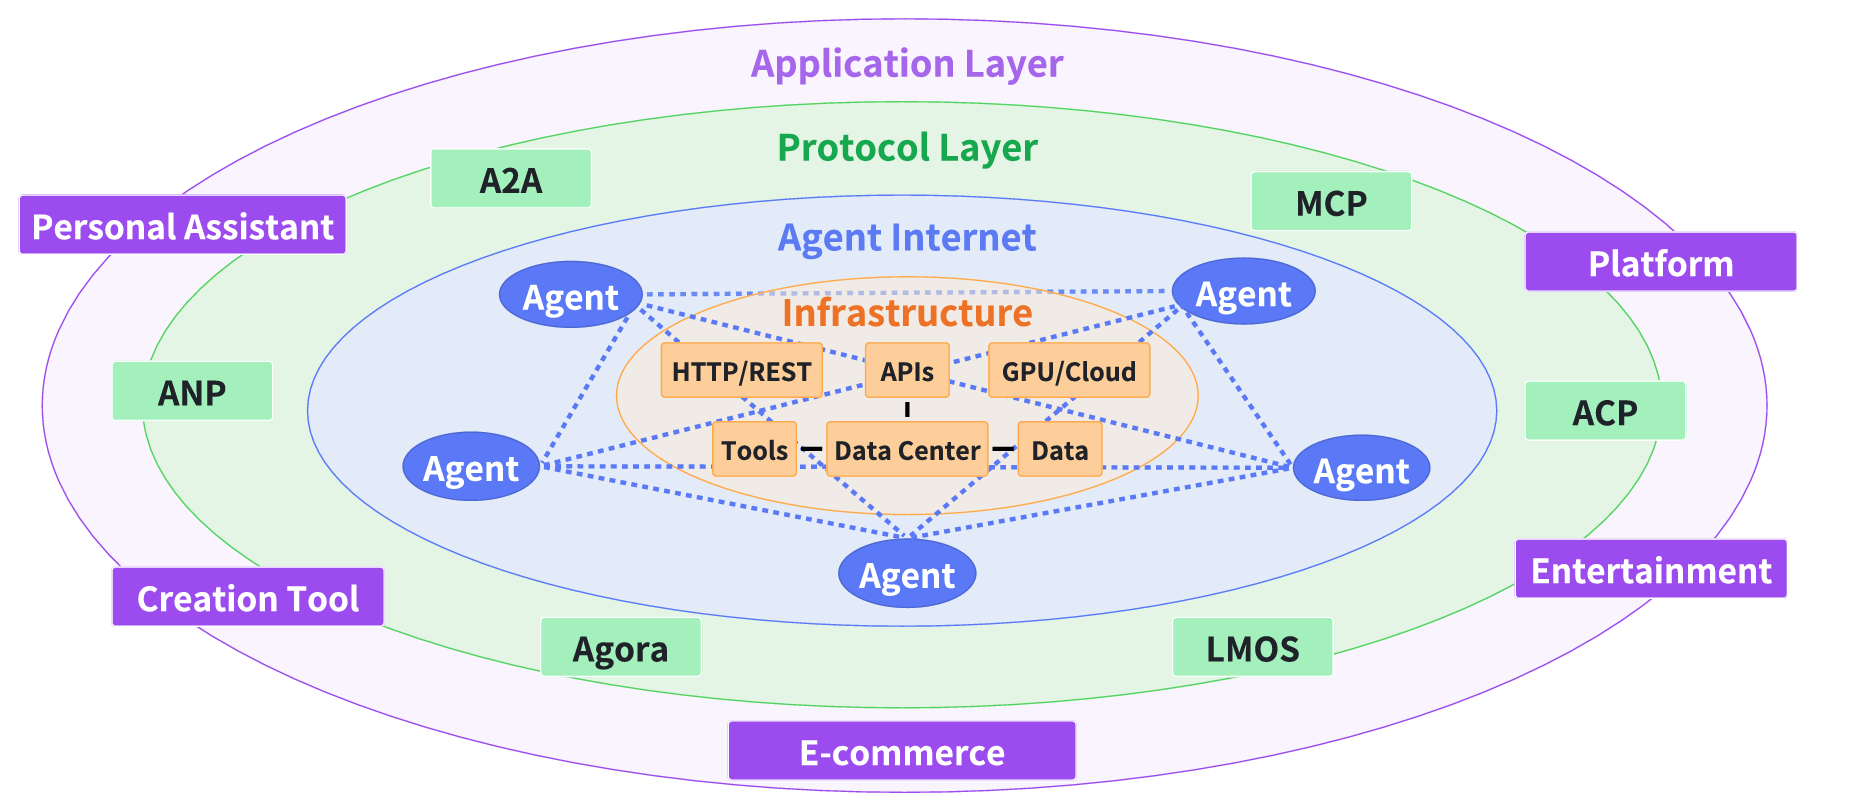 Application Layer
Protocol Layer
A2A
MCP
Personal Assistant
Agent Internet
Platform
Agent
Agent
Infrastructure
HTTP/REST
APIs
GPU/Cloud
ANP
ACP
Tools
Data Center
Data
Agent
Agent
Agent
Entertainment
Creation Tool
Agora
LMOS
E-commerce